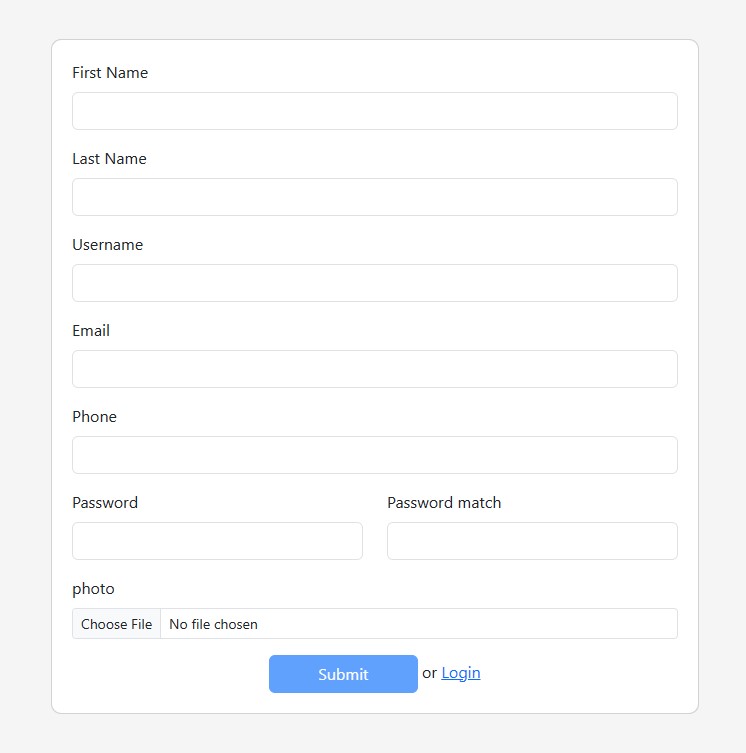 First Name
Last Name
Username
Email
Phone
Password Password match
photo
Choose File No file chosen
Submit or Login